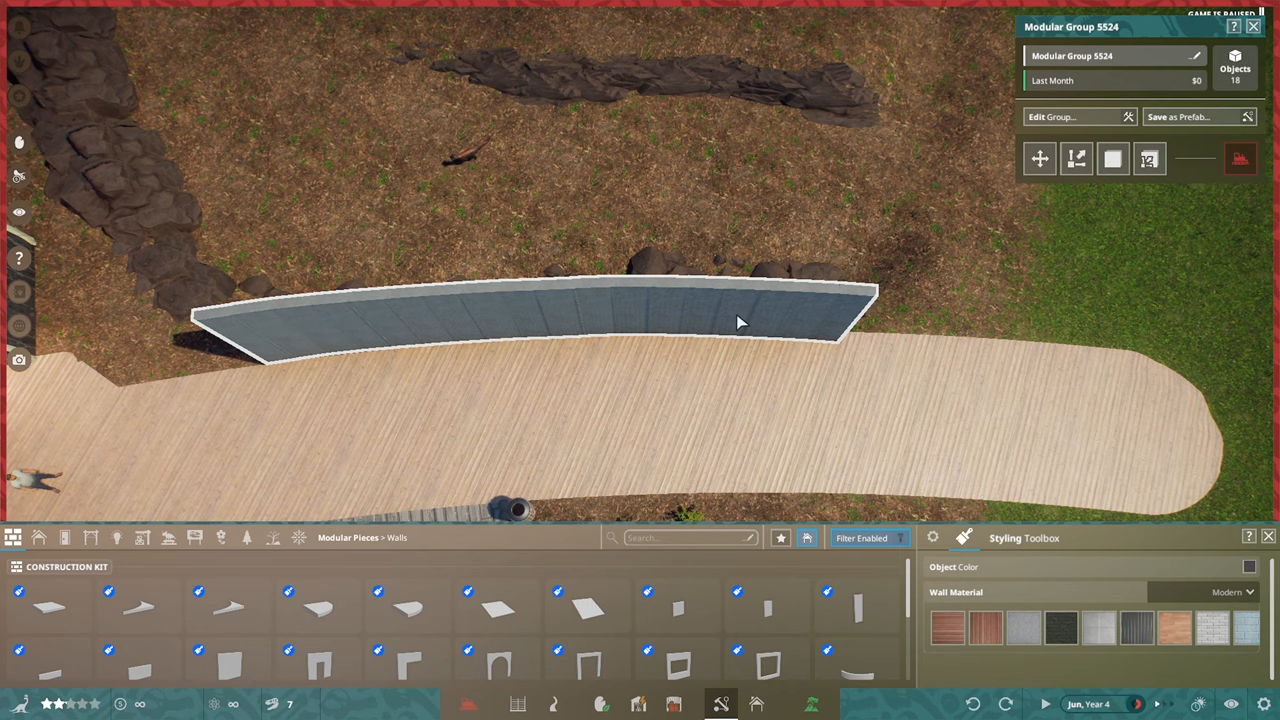 GAME IS PAUSED
Modular Group 5524
?
Modular Group 5524
Objects
18
Last Month $0
Edit Group...
Save as Prefab...
12
?
Modular Pieces > Walls
Search...
Filter Enabled
Styling Toolbox
?
CONSTRUCTION KIT
Object Color
Wall Material
Modern
$ ∞
∞
7
Jun, Year 4